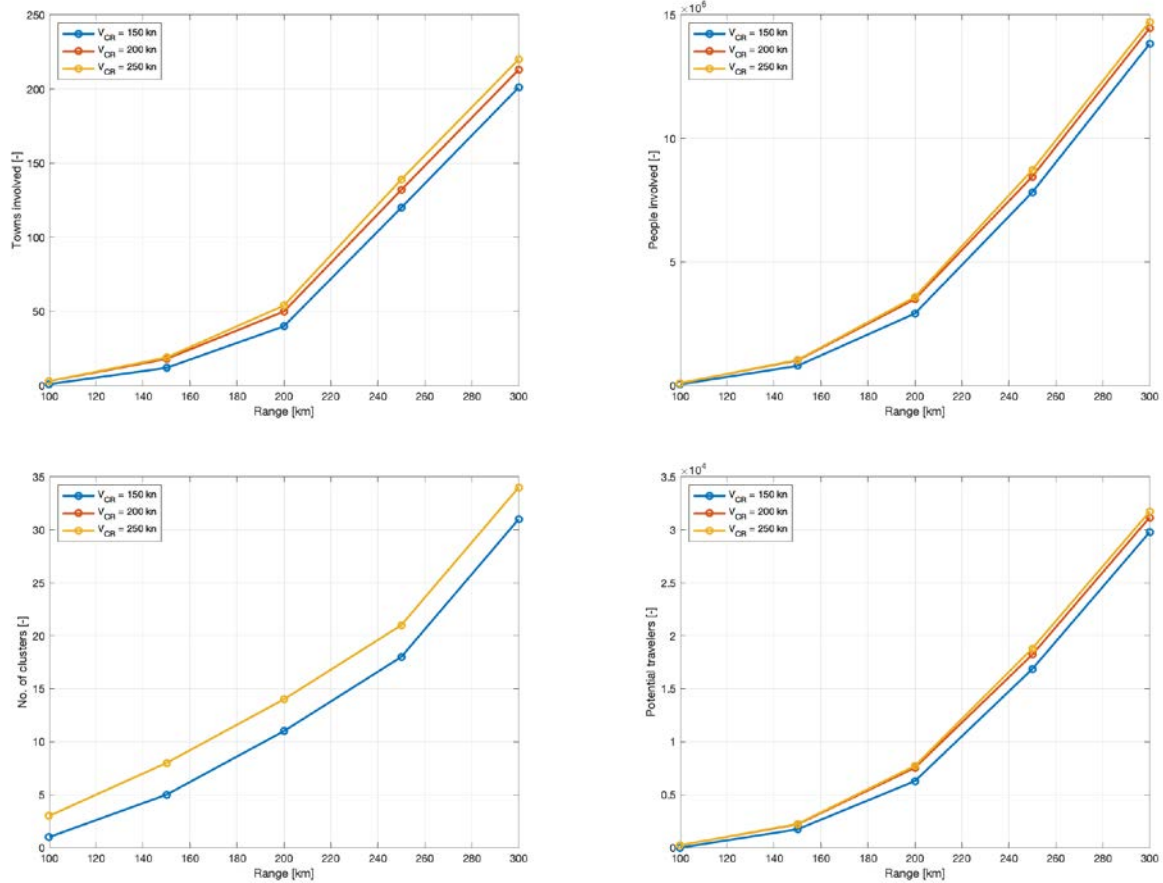 250
200
150
100
50
0
Towns involved [-]
V_CR = 150 kn
V_CR = 200 kn
V_CR = 250 kn
100 120 140 160 180 200 220 240 260 280 300
Range [km]
×10⁶
15
10
5
0
People involved [-]
V_CR = 150 kn
V_CR = 200 kn
V_CR = 250 kn
100 120 140 160 180 200 220 240 260 280 300
Range [km]
35
30
25
20
15
10
5
0
No. of clusters [-]
V_CR = 150 kn
V_CR = 200 kn
V_CR = 250 kn
100 120 140 160 180 200 220 240 260 280 300
Range [km]
×10⁴
3.5
3
2.5
2
1.5
1
0.5
0
Potential travelers [-]
V_CR = 150 kn
V_CR = 200 kn
V_CR = 250 kn
100 120 140 160 180 200 220 240 260 280 300
Range [km]